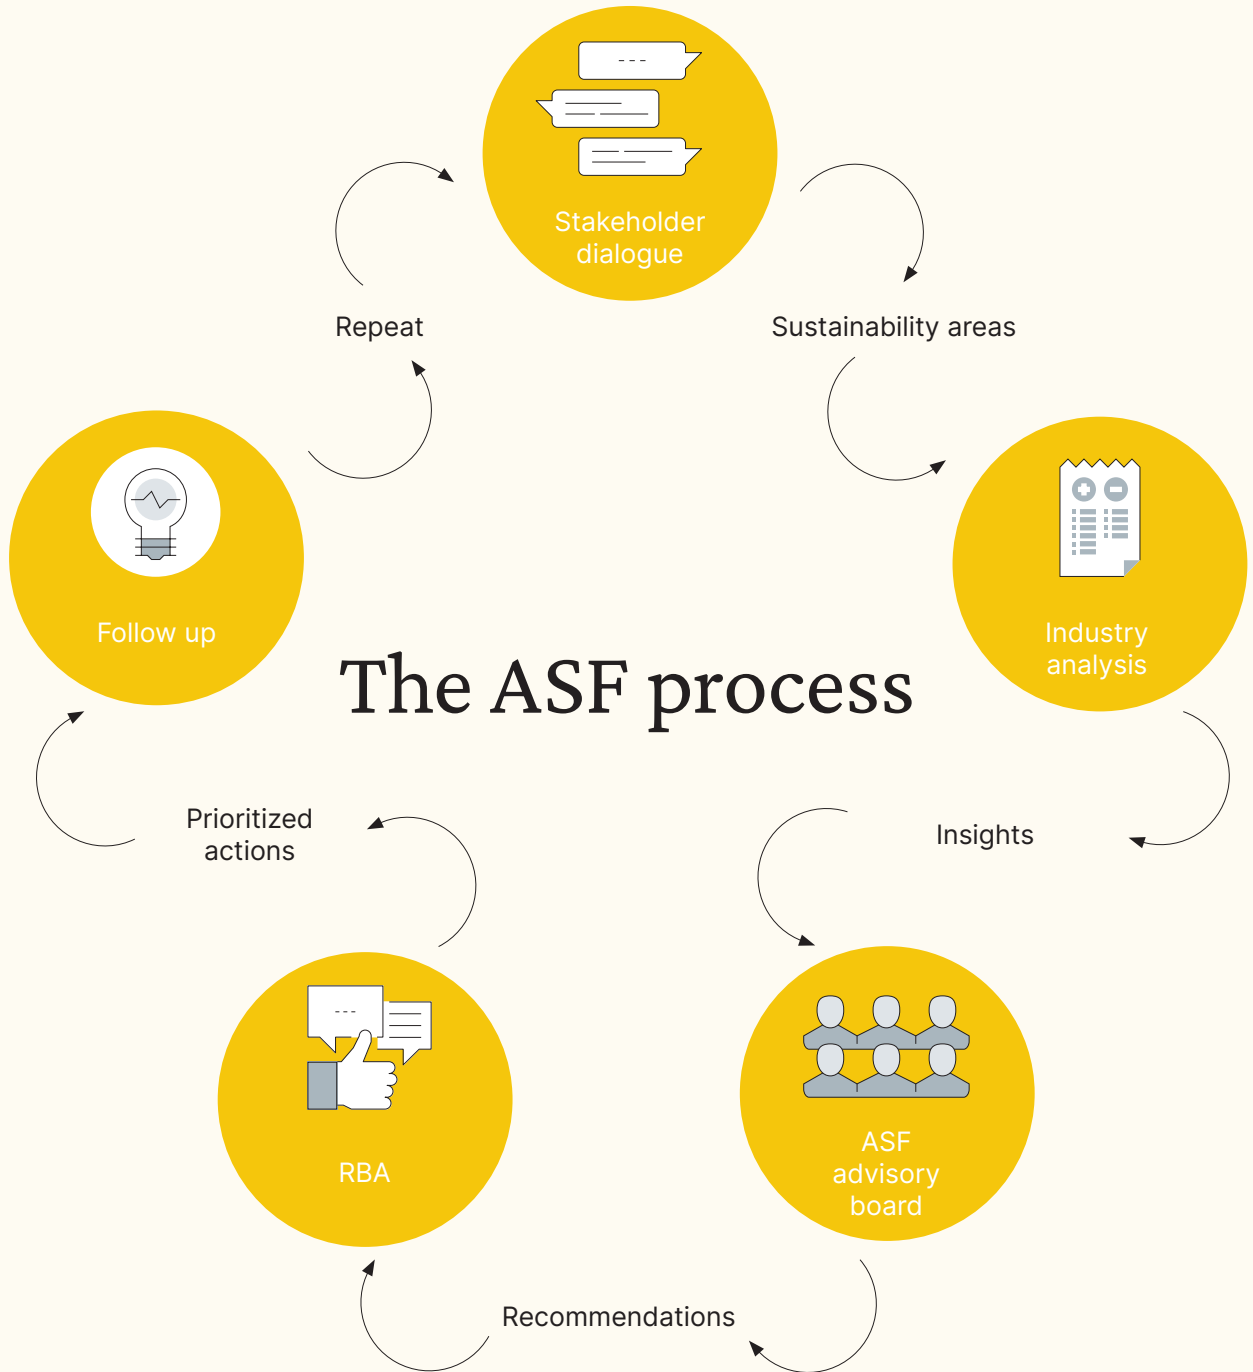 Stakeholder
dialogue
Repeat
Sustainability areas
Follow up
Industry
analysis
The ASF process
Prioritized
actions
Insights
RBA
ASF
advisory
board
Recommendations